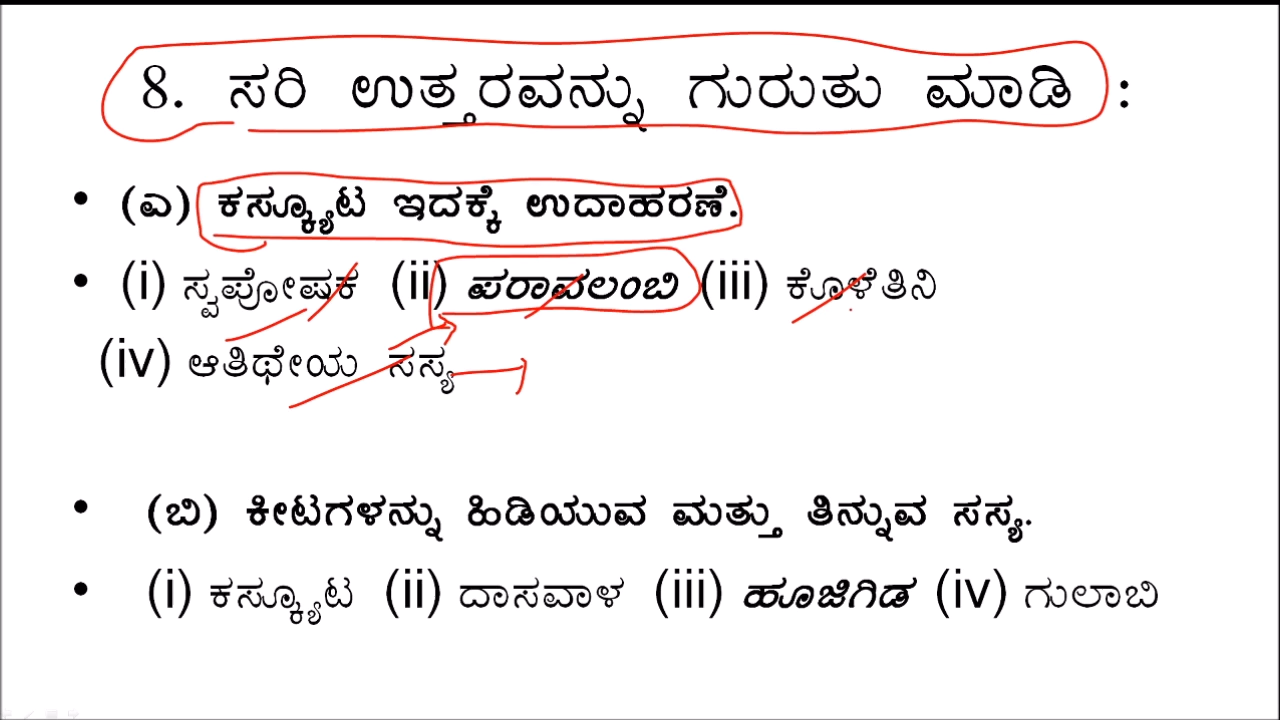 8. ಸರಿ ಉತ್ತರವನ್ನು ಗುರುತು ಮಾಡಿ :
• (ಎ) ಕಸ್ಕ್ಯೂಟ ಇದಕ್ಕೆ ಉದಾಹರಣೆ.
• (i) ಸ್ವಪೋಷಕ (ii) ಪರಾವಲಂಬಿ (iii) ಕೊಳೆತಿನಿ
(iv) ಆತಿಥೇಯ ಸಸ್ಯ
• (ಬಿ) ಕೀಟಗಳನ್ನು ಹಿಡಿಯುವ ಮತ್ತು ತಿನ್ನುವ ಸಸ್ಯ.
• (i) ಕಸ್ಕ್ಯೂಟ (ii) ದಾಸವಾಳ (iii) ಹೂಜಿಗಿಡ (iv) ಗುಲಾಬಿ